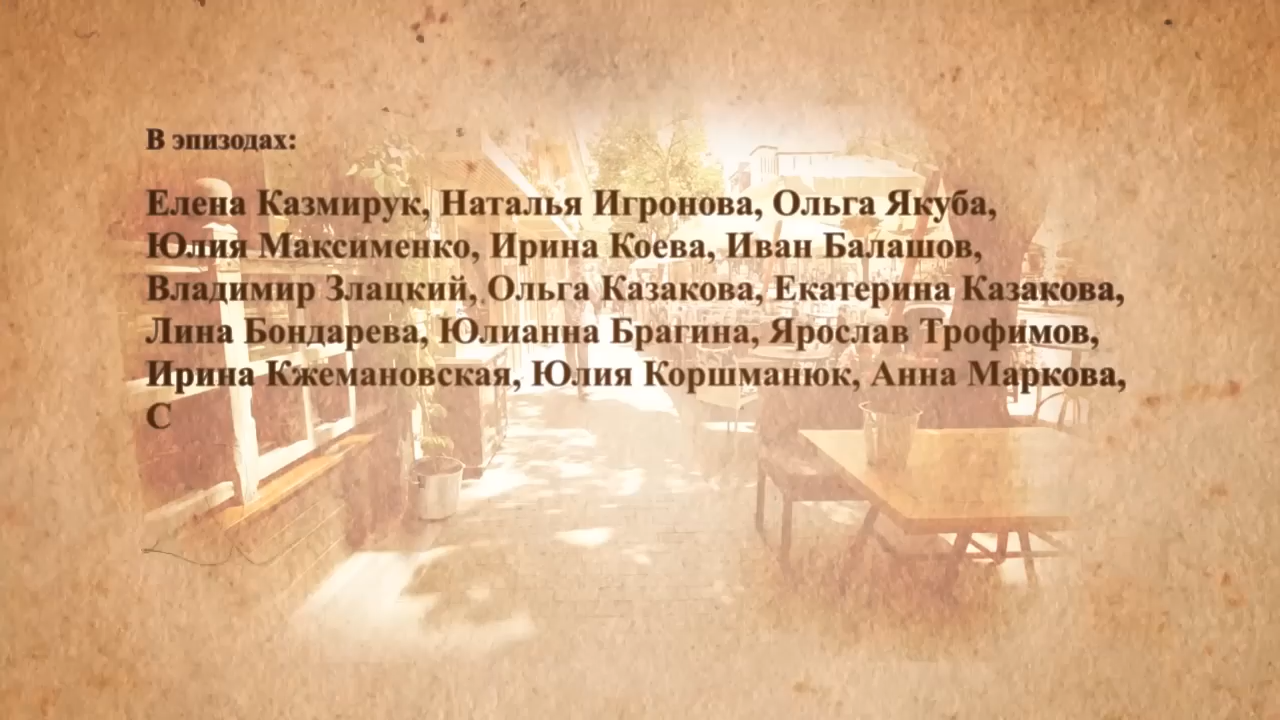 В эпизодах:
Елена Казмирук, Наталья Игронова, Ольга Якуба,
Юлия Максименко, Ирина Коева, Иван Балашов,
Владимир Злацкий, Ольга Казакова, Екатерина Казакова,
Лина Бондарева, Юлианна Брагина, Ярослав Трофимов,
Ирина Кжемановская, Юлия Коршманюк, Анна Маркова,
С